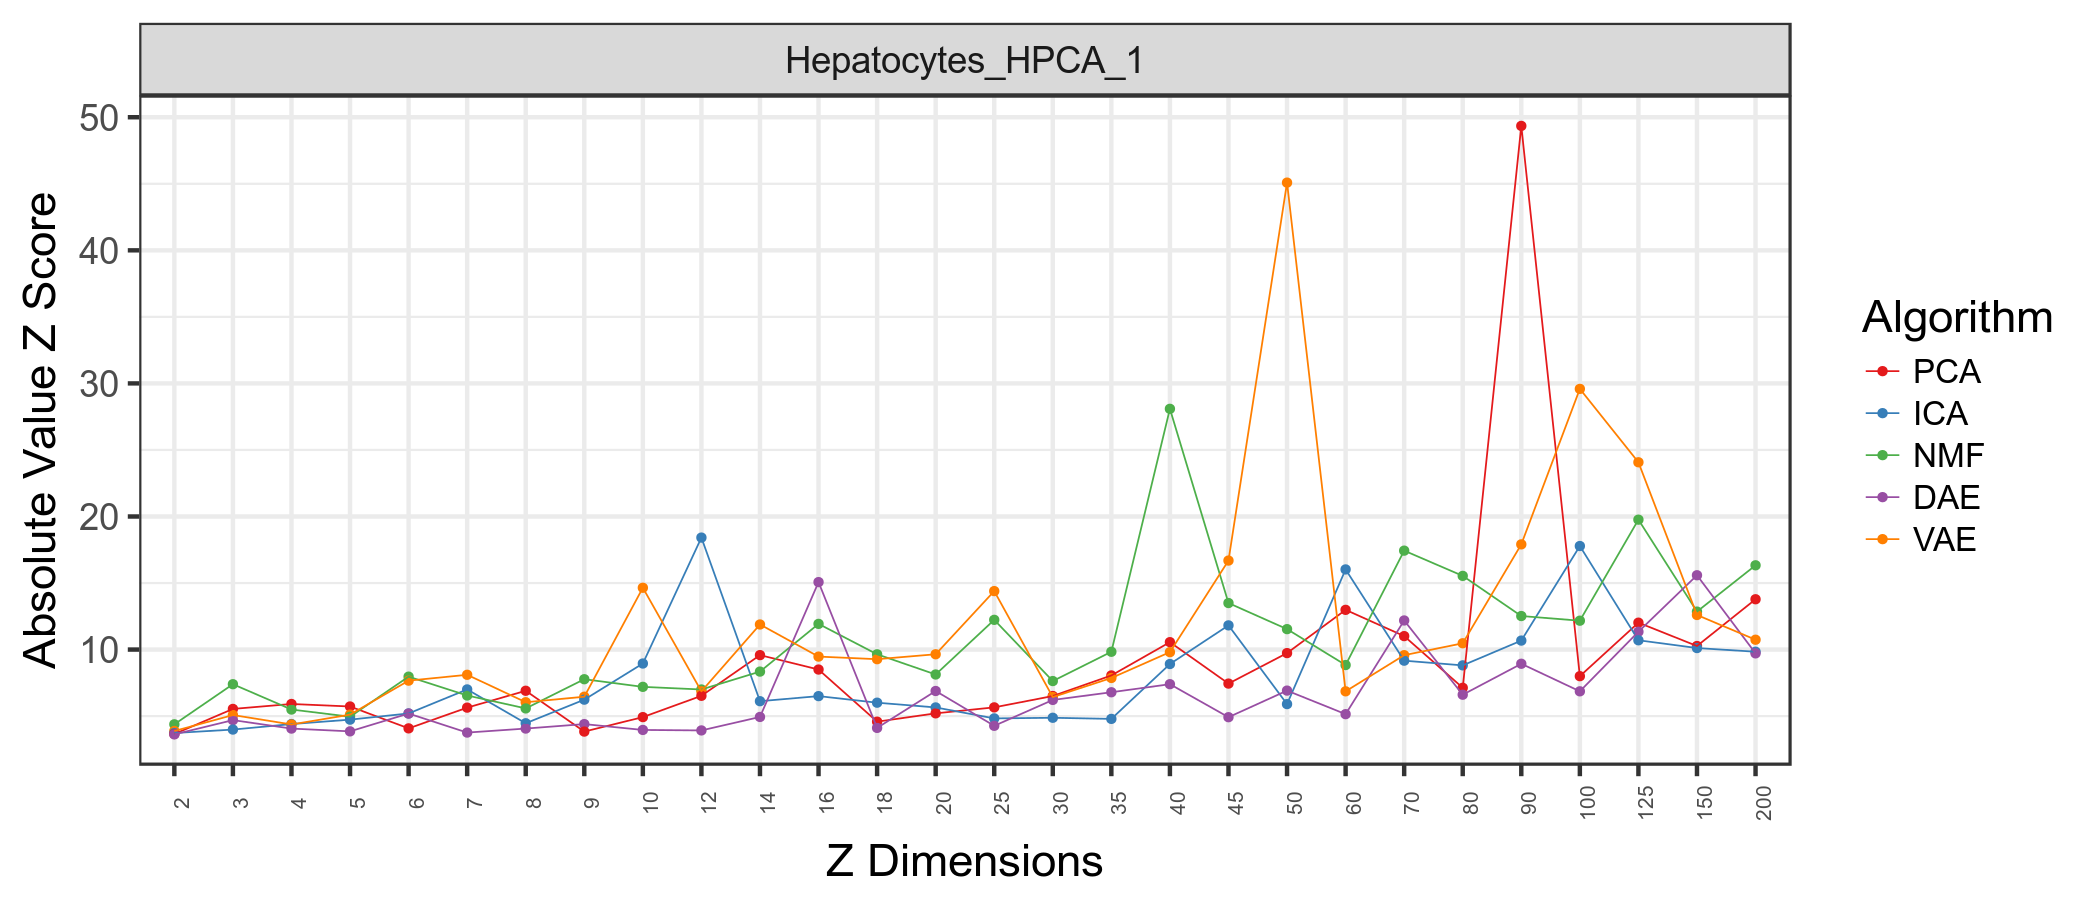 Hepatocytes_HPCA_1
50
40
30
20
10
Absolute Value Z Score
2 3 4 5 6 7 8 9 10 12 14 16 18 20 25 30 35 40 45 50 60 70 80 90 100 125 150 200
Z Dimensions
Algorithm
PCA
ICA
NMF
DAE
VAE